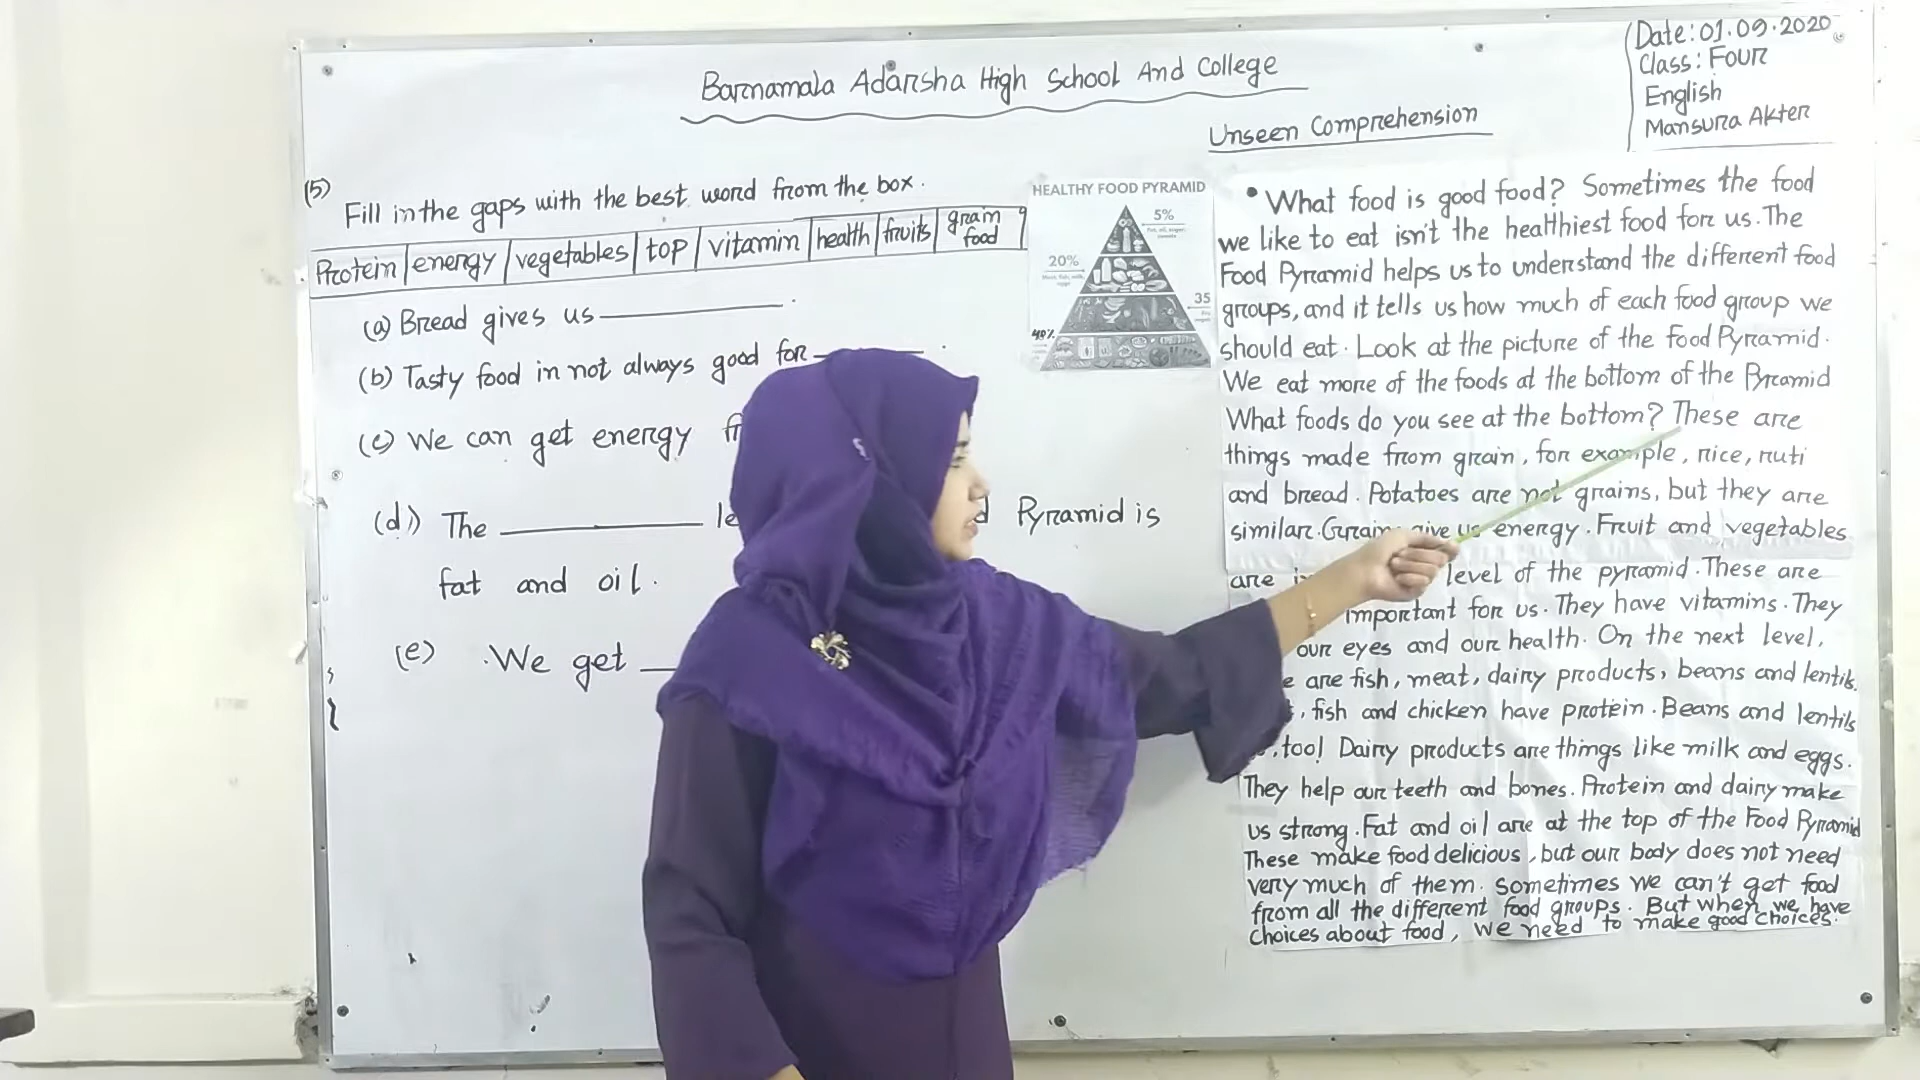 Barnamala Adarsha High School And College
Date: 01.09.2020
Class: Four
English
Mansura Akter
Unseen Comprehension
(5) Fill in the gaps with the best word from the box.
Protein energy vegetables top vitamin health fruits grain food
(a) Bread gives us
(b) Tasty food in not always good for
(c) We can get energy
(d) The Pyramid is
fat and oil.
(e) We get
HEALTHY FOOD PYRAMID
5%
20%
35
40%
• What food is good food? Sometimes the food
we like to eat isn't the healthiest food for us. The
Food Pyramid helps us to understand the different food
groups, and it tells us how much of each food group we
should eat. Look at the picture of the Food Pyramid.
We eat more of the foods at the bottom of the Pyramid
What foods do you see at the bottom? These are
things made from grain, for example, rice, ruti
and bread. Potatoes are not grains, but they are
similar. Grains give us energy. Fruit and vegetables
are level of the pyramid. These are
important for us. They have vitamins. They
our eyes and our health. On the next level,
are fish, meat, dairy products, beans and lentils.
, fish and chicken have protein. Beans and lentils
, too! Dairy products are things like milk and eggs.
They help our teeth and bones. Protein and dairy make
us strong. Fat and oil are at the top of the Food Pyramid
These make food delicious, but our body does not need
very much of them. Sometimes we can't get food
from all the different food groups. But when we have
choices about food, we need to make good choices.